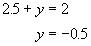 2.5 + y = 2
y = −0.5